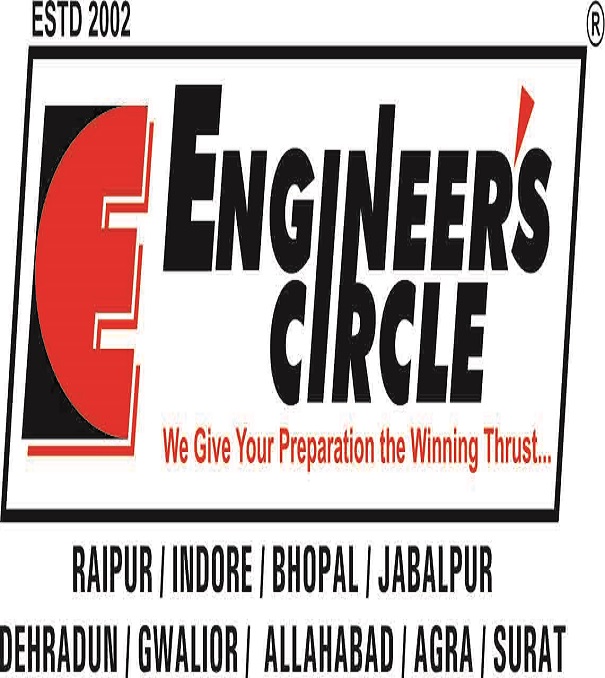 ESTD 2002
®
ENGINEER'S
CIRCLE
We Give Your Preparation the Winning Thrust...
RAIPUR / INDORE / BHOPAL / JABALPUR
DEHRADUN / GWALIOR / ALLAHABAD / AGRA / SURAT